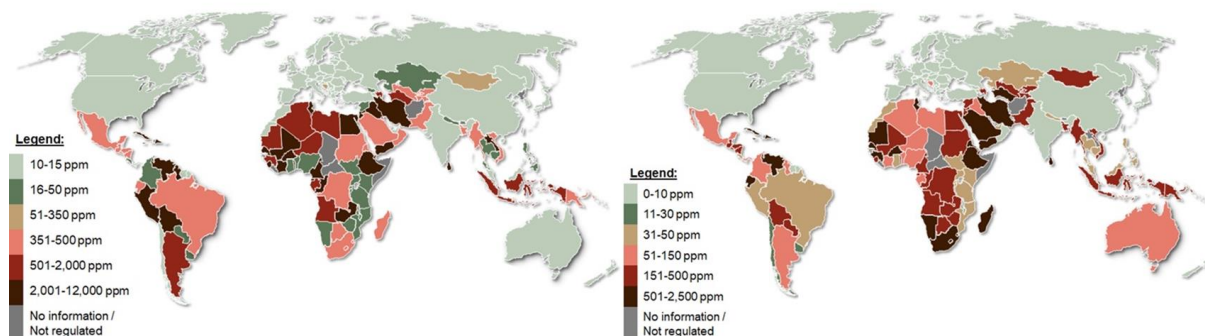 Legend:
10-15 ppm
16-50 ppm
51-350 ppm
351-500 ppm
501-2,000 ppm
2,001-12,000 ppm
No information /
Not regulated
Legend:
0-10 ppm
11-30 ppm
31-50 ppm
51-150 ppm
151-500 ppm
501-2,500 ppm
No information /
Not regulated